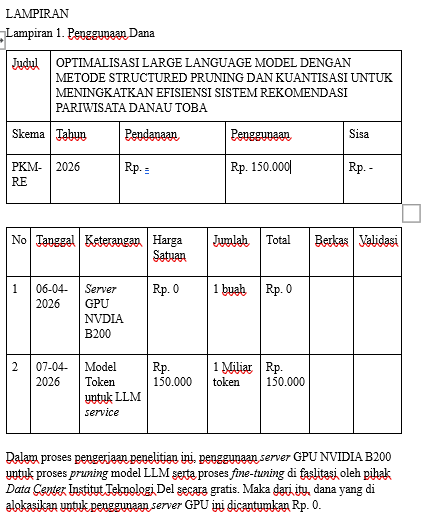 LAMPIRAN
Lampiran 1. Penggunaan Dana
Judul OPTIMALISASI LARGE LANGUAGE MODEL DENGAN
METODE STRUCTURED PRUNING DAN KUANTISASI UNTUK
MENINGKATKAN EFISIENSI SISTEM REKOMENDASI
PARIWISATA DANAU TOBA
Skema Tahun Pendanaan Penggunaan Sisa
PKM- 2026 Rp. - Rp. 150.000 Rp. -
RE
No Tanggal Keterangan Harga Jumlah Total Berkas Validasi
Satuan
1 06-04- Server Rp. 0 1 buah Rp. 0
2026 GPU
NVDIA
B200
2 07-04- Model Rp. 1 Miliar Rp.
2026 Token 150.000 token 150.000
untuk LLM
service
Dalam proses pengerjaan penelitian ini, penggunaan server GPU NVIDIA B200
untuk proses pruning model LLM serta proses fine-tuning di faslitasi oleh pihak
Data Center Institut Teknologi Del secara gratis. Maka dari itu, dana yang di
alokasikan untuk penggunaan server GPU ini dicantumkan Rp. 0.